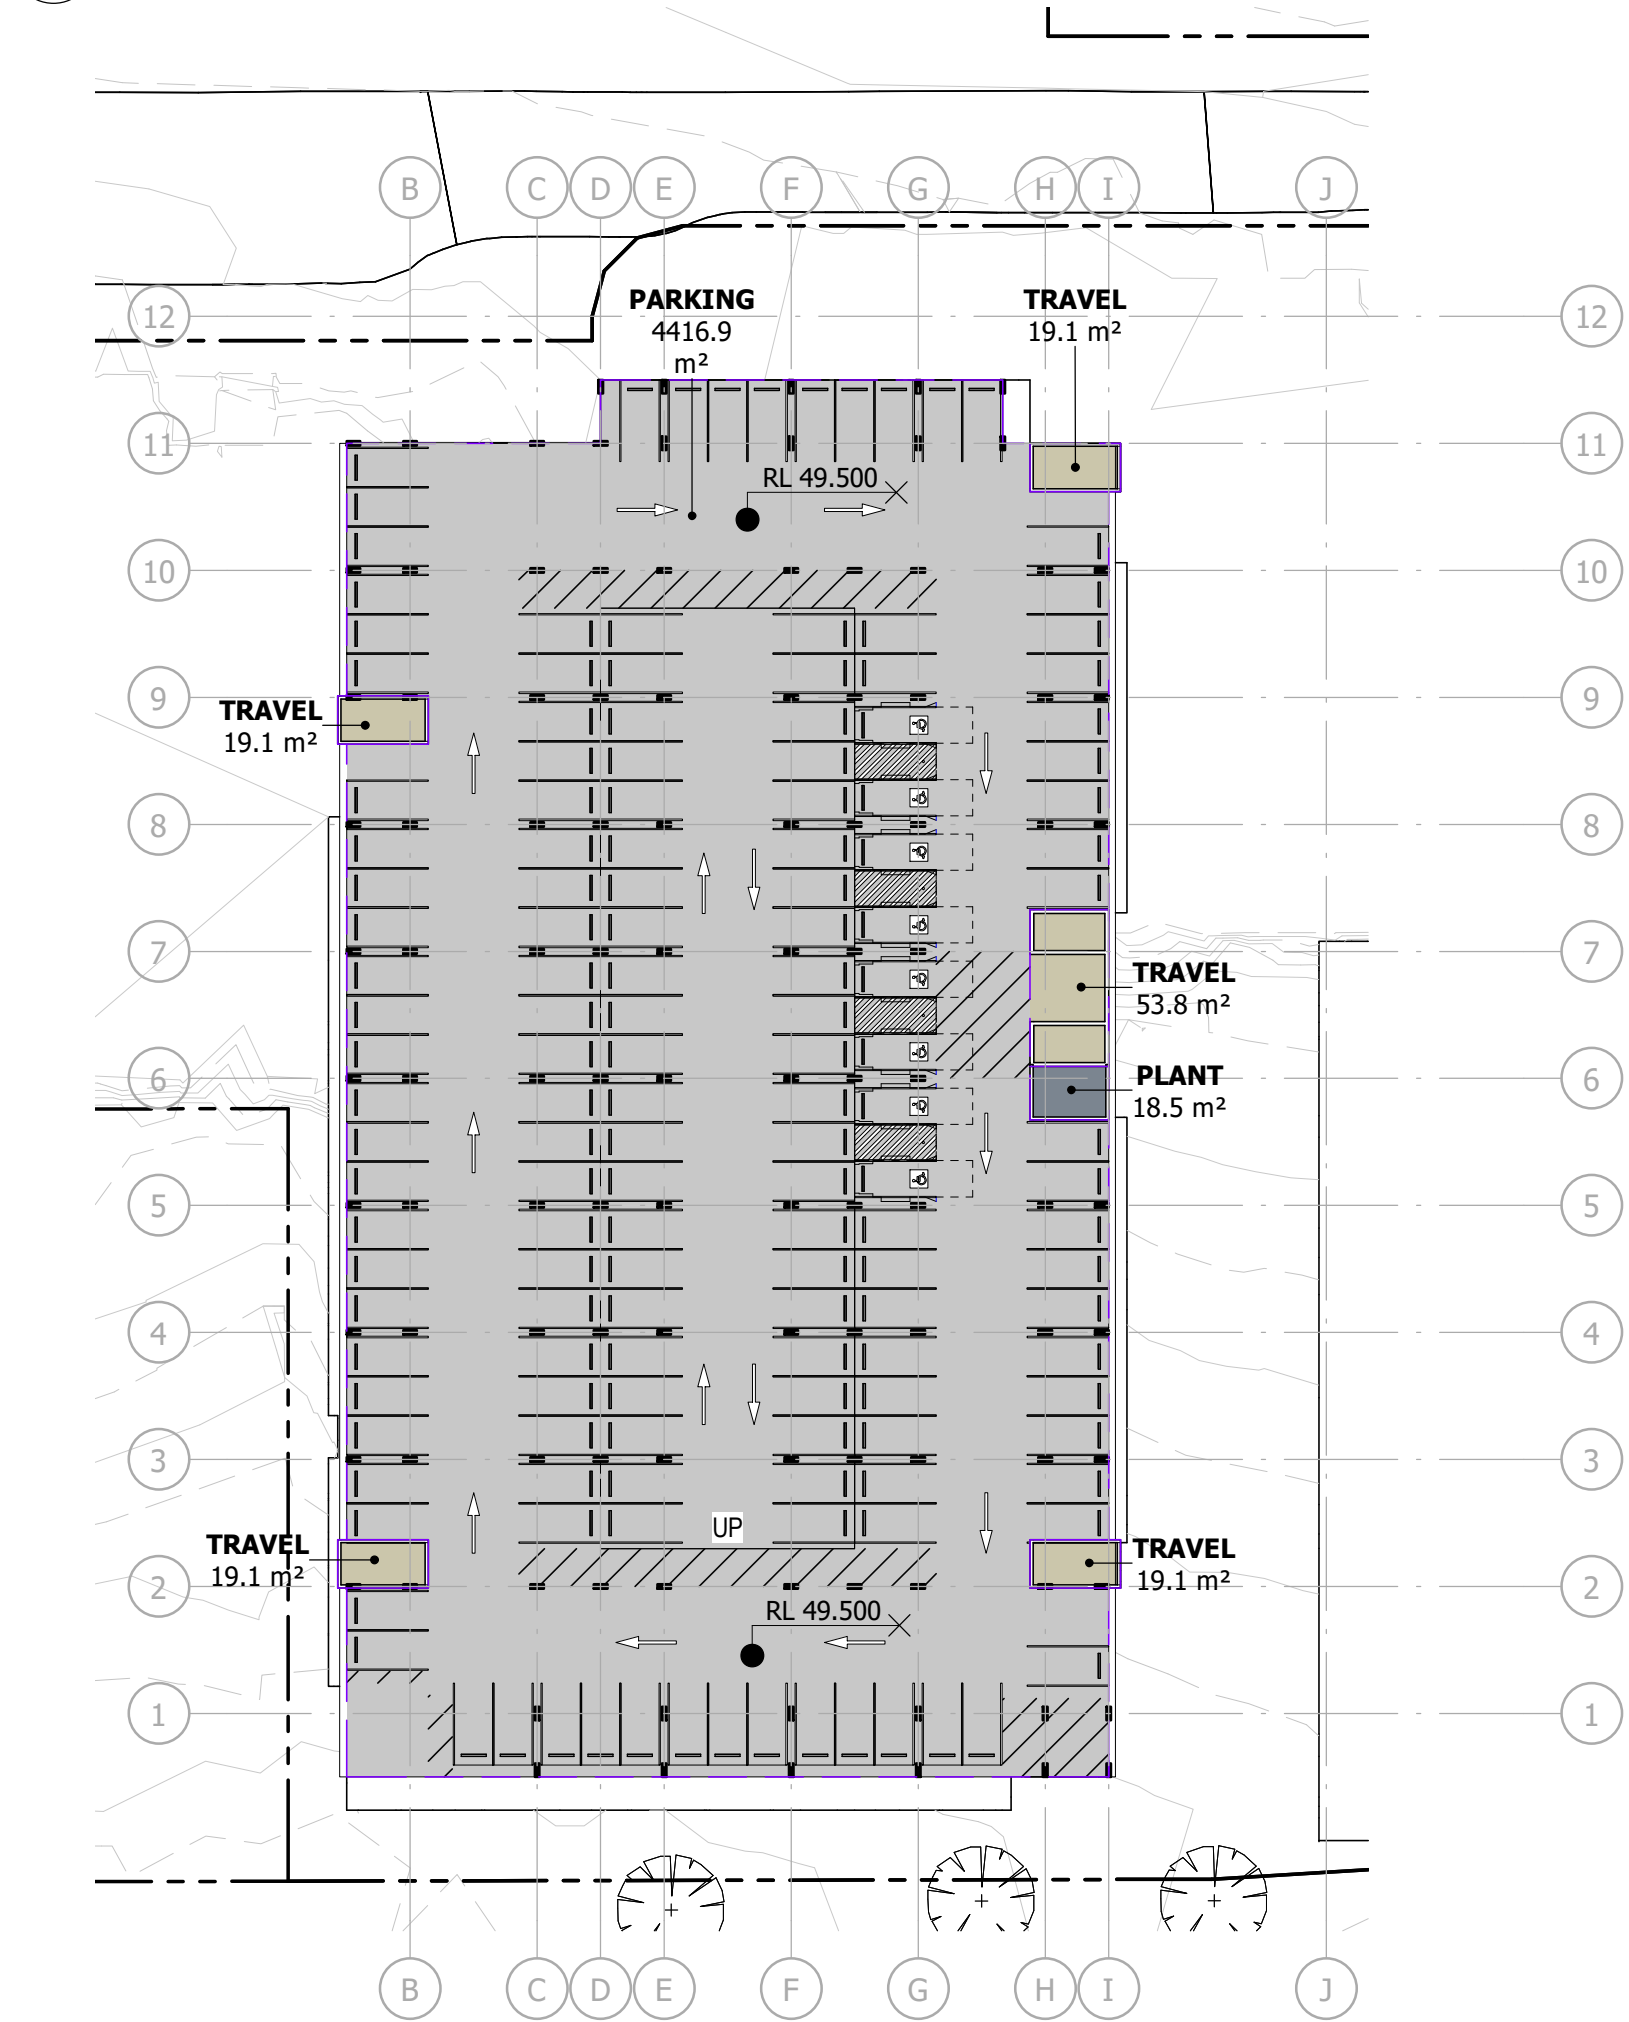 B C D E F G H I J
PARKING
4416.9
m²
TRAVEL
19.1 m²
12 12
11 11
RL 49.500
10 10
9 9
TRAVEL
19.1 m²
8 8
7 7
TRAVEL
53.8 m²
6 6
PLANT
18.5 m²
5 5
4 4
3 3
UP
TRAVEL
19.1 m²
TRAVEL
19.1 m²
2 2
RL 49.500
1 1
B C D E F G H I J